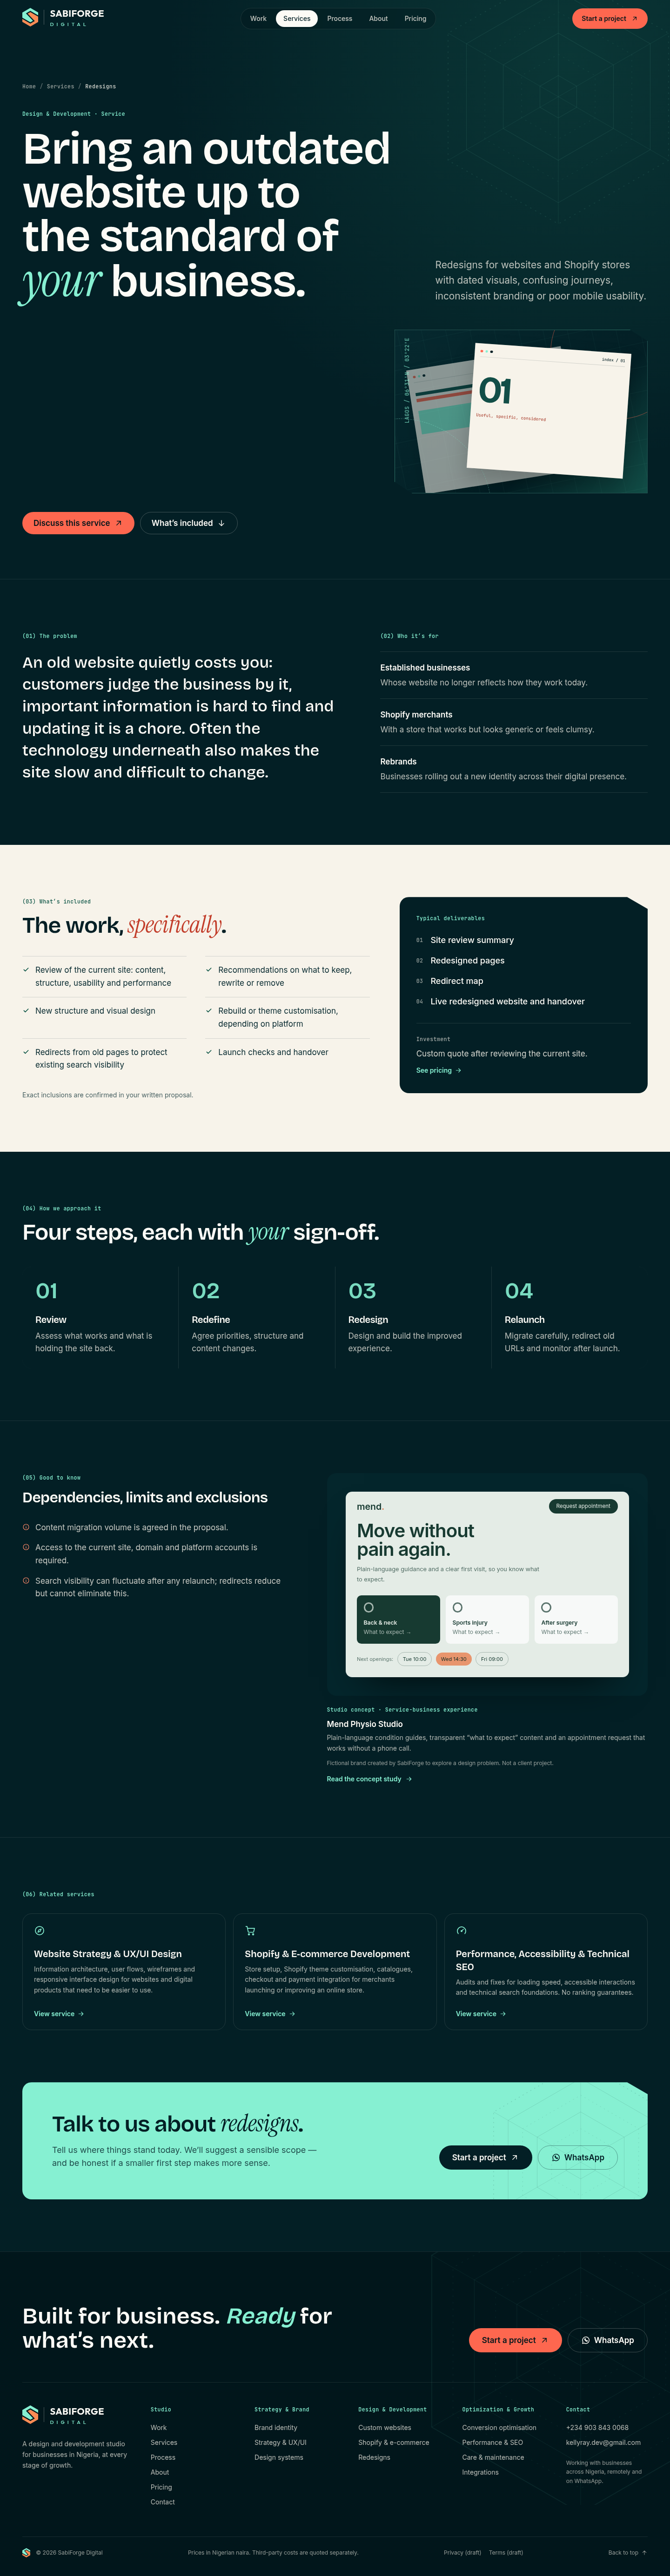 SABIFORGE
DIGITAL
Work
Services
Process
About
Pricing
Start a project
Home / Services / Redesigns
Design & Development · Service
Bring an outdated
website up to
the standard of
your business.
Redesigns for websites and Shopify stores
with dated visuals, confusing journeys,
inconsistent branding or poor mobile usability.
index / 01
01
Useful, specific, considered
Discuss this service
What's included
(01) The problem
An old website quietly costs you:
customers judge the business by it,
important information is hard to find and
updating it is a chore. Often the
technology underneath also makes the
site slow and difficult to change.
(02) Who it's for
Established businesses
Whose website no longer reflects how they work today.
Shopify merchants
With a store that works but looks generic or feels clumsy.
Rebrands
Businesses rolling out a new identity across their digital presence.
(03) What's included
The work, specifically.
Review of the current site: content,
structure, usability and performance
Recommendations on what to keep,
rewrite or remove
New structure and visual design
Rebuild or theme customisation,
depending on platform
Redirects from old pages to protect
existing search visibility
Launch checks and handover
Exact inclusions are confirmed in your written proposal.
Typical deliverables
01 Site review summary
02 Redesigned pages
03 Redirect map
04 Live redesigned website and handover
Investment
Custom quote after reviewing the current site.
See pricing →
(04) How we approach it
Four steps, each with your sign-off.
01
Review
Assess what works and what is
holding the site back.
02
Redefine
Agree priorities, structure and
content changes.
03
Redesign
Design and build the improved
experience.
04
Relaunch
Migrate carefully, redirect old
URLs and monitor after launch.
(05) Good to know
Dependencies, limits and exclusions
Content migration volume is agreed in the proposal.
Access to the current site, domain and platform accounts is
required.
Search visibility can fluctuate after any relaunch; redirects reduce
but cannot eliminate this.
mend.
Request appointment
Move without
pain again.
Plain-language guidance and a clear first visit, so you know what
to expect.
Back & neck
What to expect →
Sports injury
What to expect →
After surgery
What to expect →
Next openings:
Tue 10:00
Wed 14:30
Fri 09:00
Studio concept · Service-business experience
Mend Physio Studio
Plain-language condition guides, transparent “what to expect” content and an appointment request that
works without a phone call.
Fictional brand created by SabiForge to explore a design problem. Not a client project.
Read the concept study →
(06) Related services
Website Strategy & UX/UI Design
Information architecture, user flows, wireframes and
responsive interface design for websites and digital
products that need to be easier to use.
View service →
Shopify & E-commerce Development
Store setup, Shopify theme customisation, catalogues,
checkout and payment integration for merchants
launching or improving an online store.
View service →
Performance, Accessibility & Technical
SEO
Audits and fixes for loading speed, accessible interactions
and technical search foundations. No ranking guarantees.
View service →
Talk to us about redesigns.
Tell us where things stand today. We'll suggest a sensible scope —
and be honest if a smaller first step makes more sense.
Start a project
WhatsApp
Built for business. Ready for
what's next.
Start a project
WhatsApp
SABIFORGE
DIGITAL
A design and development studio
for businesses in Nigeria, at every
stage of growth.
Studio
Work
Services
Process
About
Pricing
Contact
Strategy & Brand
Brand identity
Strategy & UX/UI
Design systems
Design & Development
Custom websites
Shopify & e-commerce
Redesigns
Optimization & Growth
Conversion optimisation
Performance & SEO
Care & maintenance
Integrations
Contact
+234 903 843 0068
kellyray.dev@gmail.com
Working with businesses
across Nigeria, remotely and
on WhatsApp.
© 2026 SabiForge Digital
Prices in Nigerian naira. Third-party costs are quoted separately.
Privacy (draft)
Terms (draft)
Back to top ↑